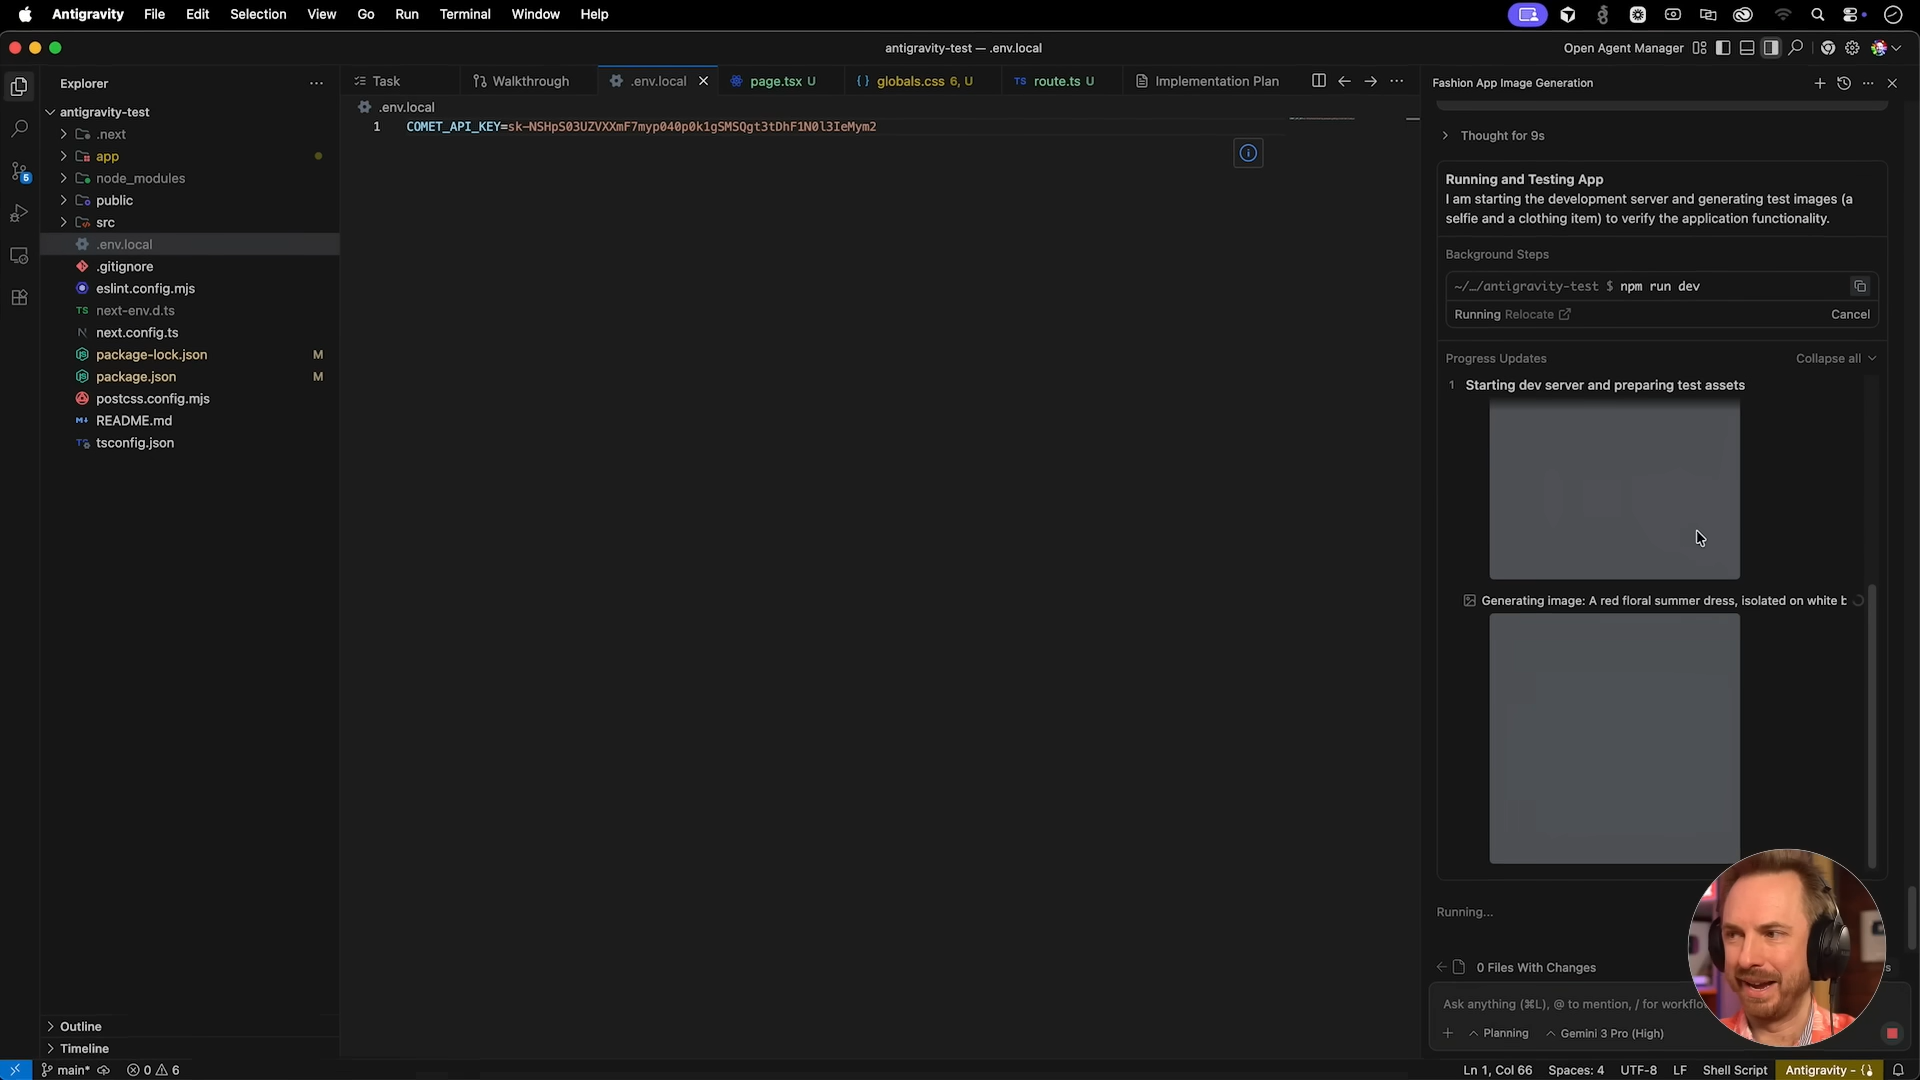 Antigravity File Edit Selection View Go Run Terminal Window Help
antigravity-test — .env.local
Open Agent Manager
Explorer
Task
Walkthrough
.env.local
page.tsx U
globals.css 6, U
TS route.ts U
Implementation Plan
Fashion App Image Generation
antigravity-test
.next
app
node_modules
public
src
.env.local
.gitignore
eslint.config.mjs
TS next-env.d.ts
next.config.ts
package-lock.json M
package.json M
postcss.config.mjs
README.md
tsconfig.json
Outline
Timeline
.env.local
1 COMET_API_KEY=sk-NSHpS03UZVXXmF7myp040p0k1gSMSQgt3tDhF1N0l3IeMym2
Thought for 9s
Running and Testing App
I am starting the development server and generating test images (a
selfie and a clothing item) to verify the application functionality.
Background Steps
~/…/antigravity-test $ npm run dev
Running Relocate
Cancel
Progress Updates
Collapse all
1 Starting dev server and preparing test assets
Generating image: A red floral summer dress, isolated on white b
Running...
0 Files With Changes
Ask anything (⌘L), @ to mention, / for workflo
Planning
Gemini 3 Pro (High)
main* 0 6
Ln 1, Col 66 Spaces: 4 UTF-8 LF Shell Script Antigravity -
5